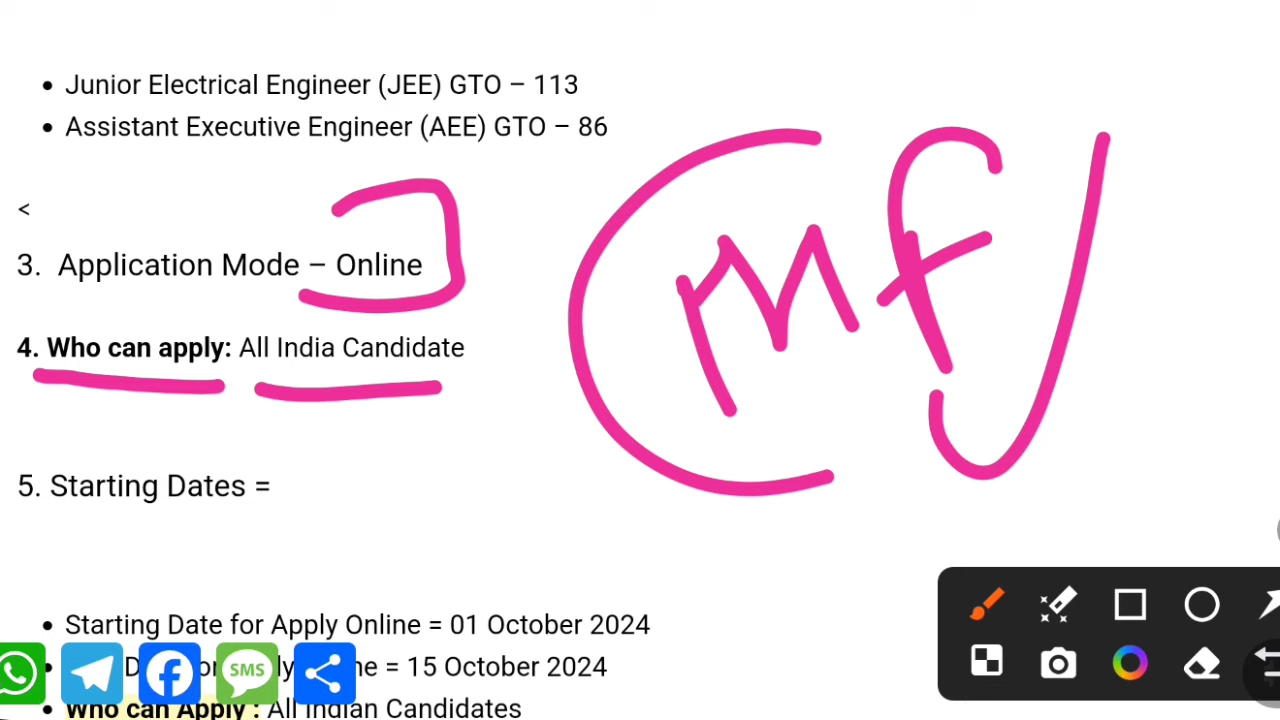 • Junior Electrical Engineer (JEE) GTO – 113
• Assistant Executive Engineer (AEE) GTO – 86
<
3. Application Mode – Online
M F
4. Who can apply: All India Candidate
5. Starting Dates =
• Starting Date for Apply Online = 01 October 2024
= 15 October 2024
SMS
• Who can Apply : All Indian Candidates